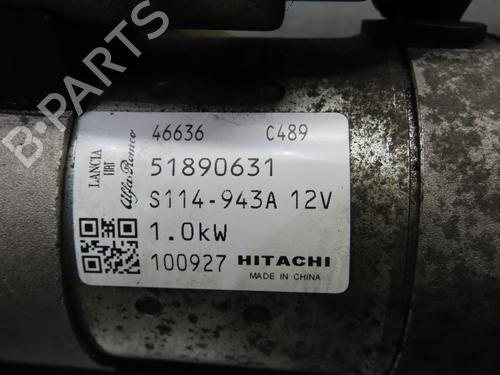 B-PARTS
46636 C489
LANCIA
FIAT
Alfa Romeo
51890631
S114-943A 12V
1.0kW
100927 HITACHI
MADE IN CHINA